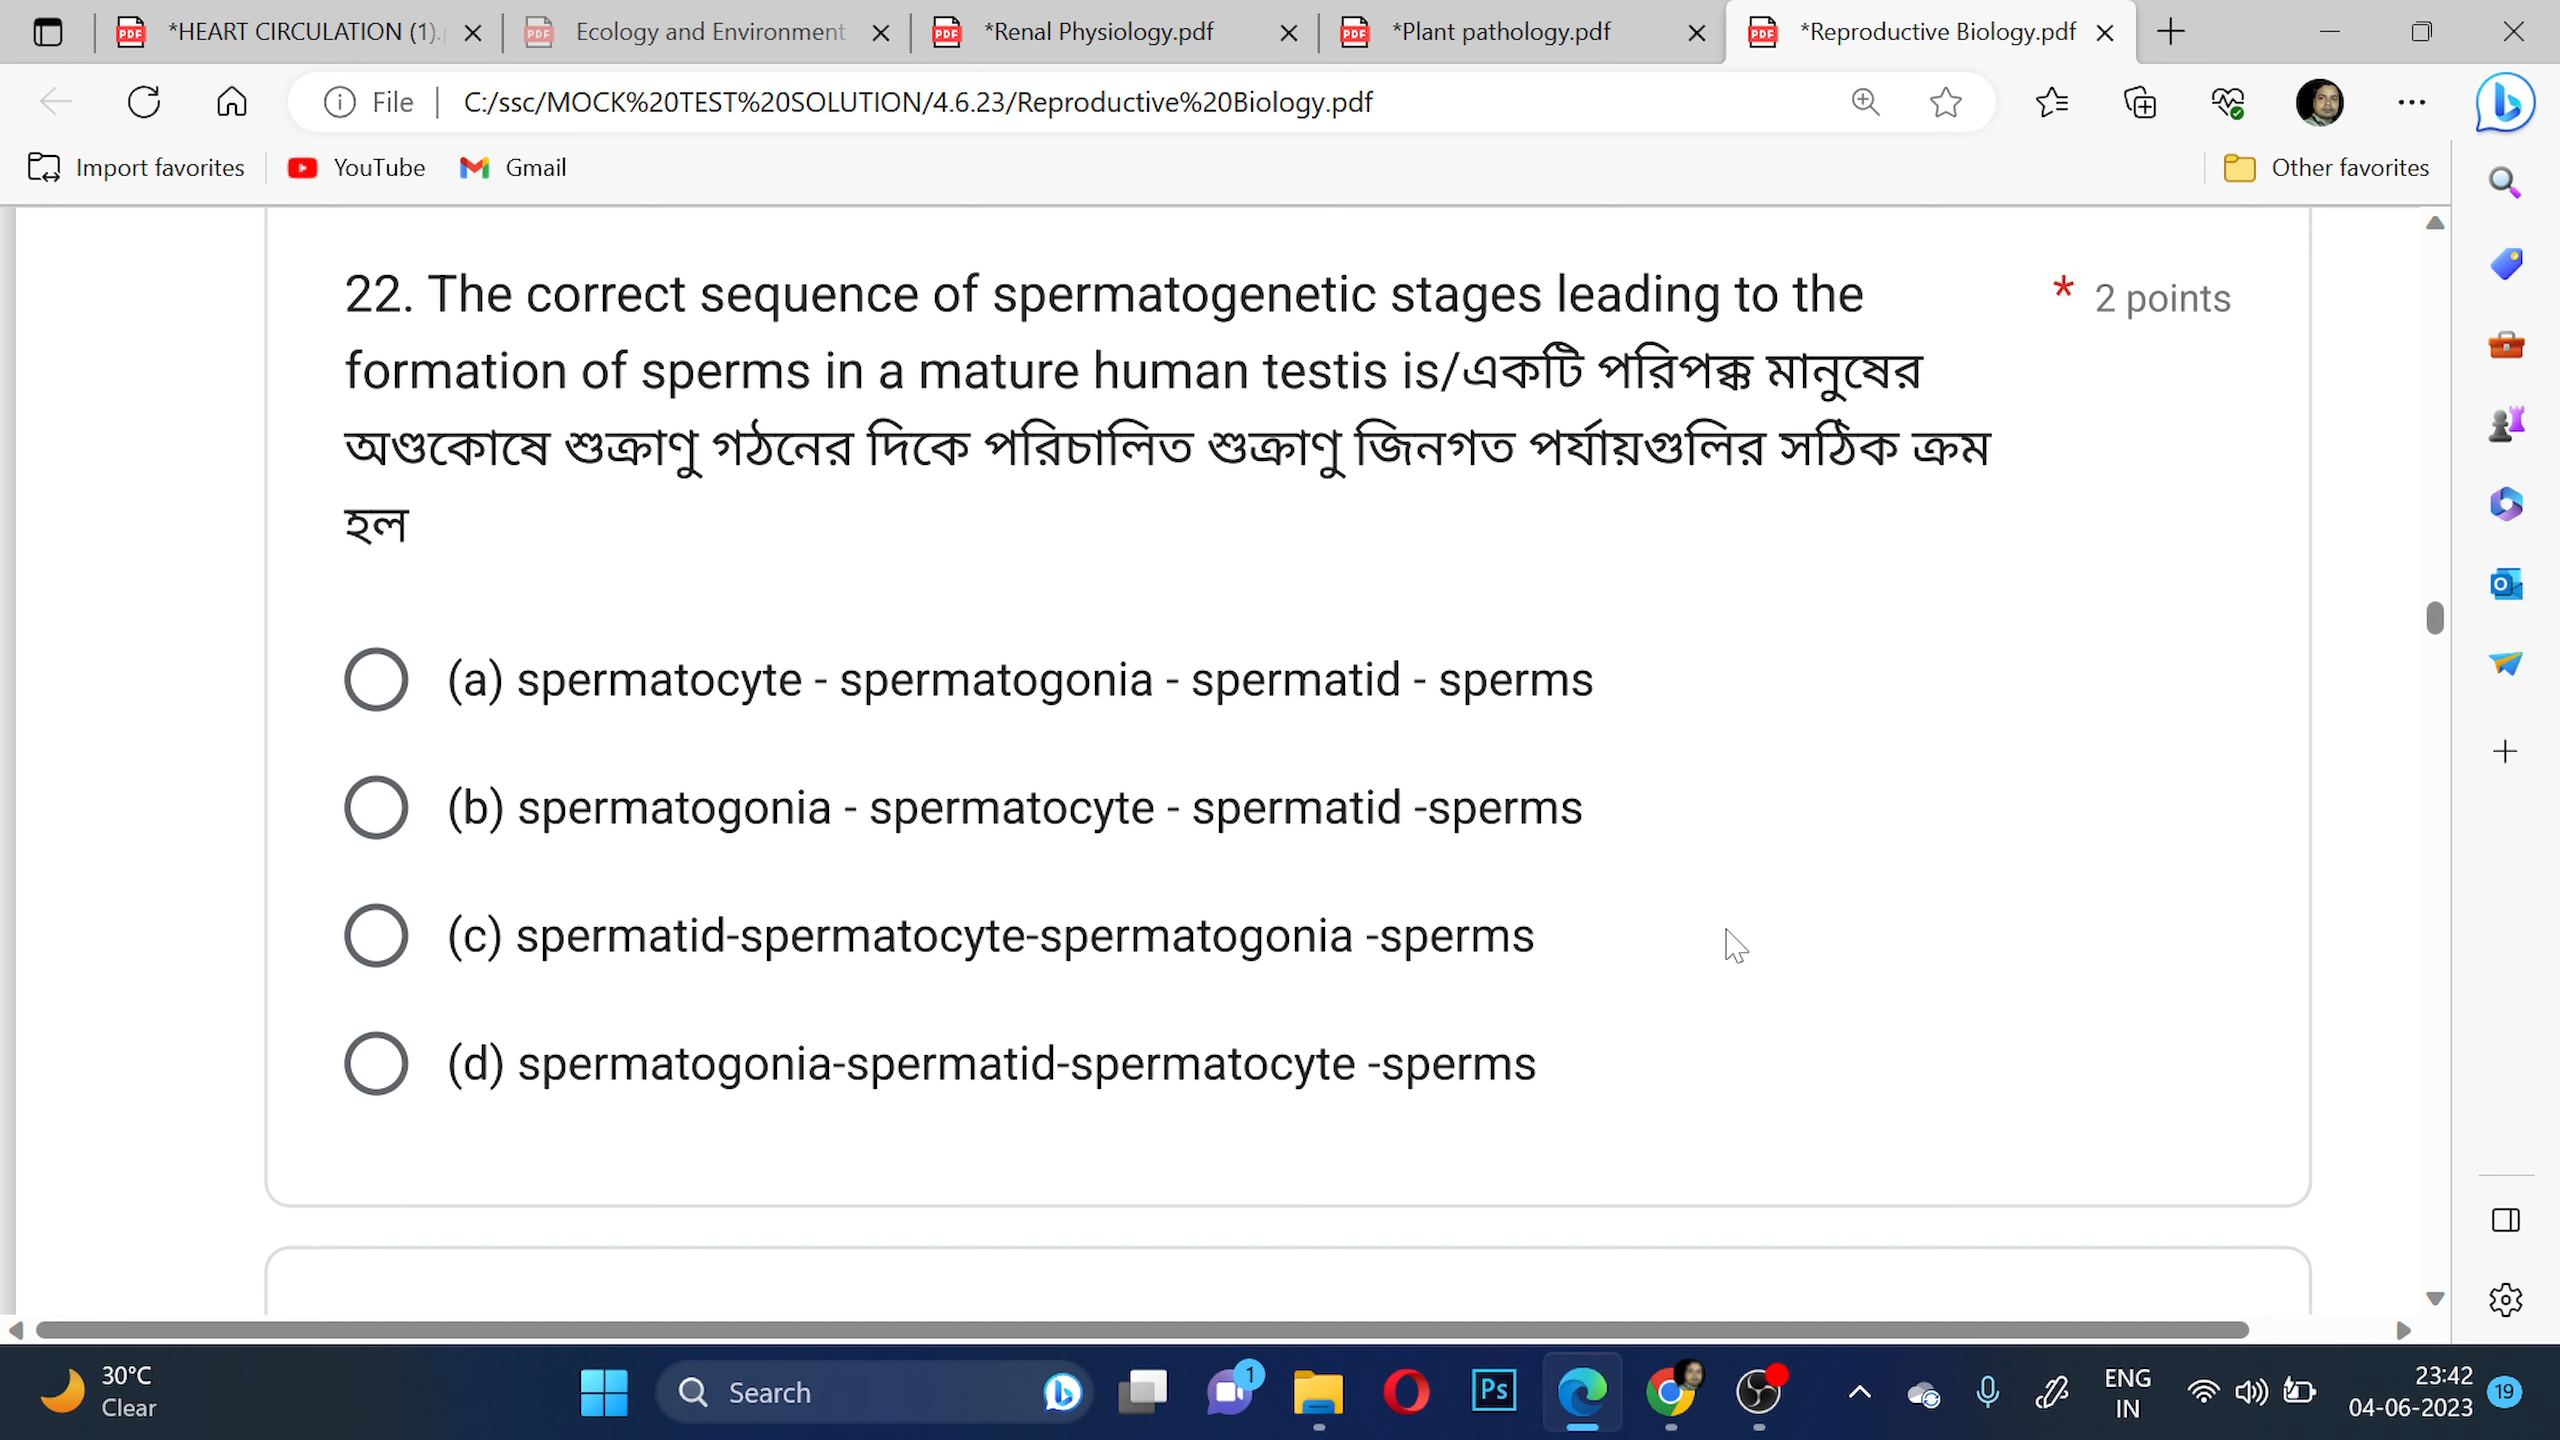 *HEART CIRCULATION (1).
Ecology and Environment
*Renal Physiology.pdf
*Plant pathology.pdf
*Reproductive Biology.pdf
File
C:/ssc/MOCK%20TEST%20SOLUTION/4.6.23/Reproductive%20Biology.pdf
Import favorites
YouTube
Gmail
Other favorites
22. The correct sequence of spermatogenetic stages leading to the
* 2 points
formation of sperms in a mature human testis is/একটি পরিপক্ক মানুষের
অণ্ডকোষে শুক্রাণু গঠনের দিকে পরিচালিত শুক্রাণু জিনগত পর্যায়গুলির সঠিক ক্রম
হল
(a) spermatocyte - spermatogonia - spermatid - sperms
(b) spermatogonia - spermatocyte - spermatid -sperms
(c) spermatid-spermatocyte-spermatogonia -sperms
(d) spermatogonia-spermatid-spermatocyte -sperms
30°C
Clear
Search
1
Ps
ENG
IN
23:42
04-06-2023
19